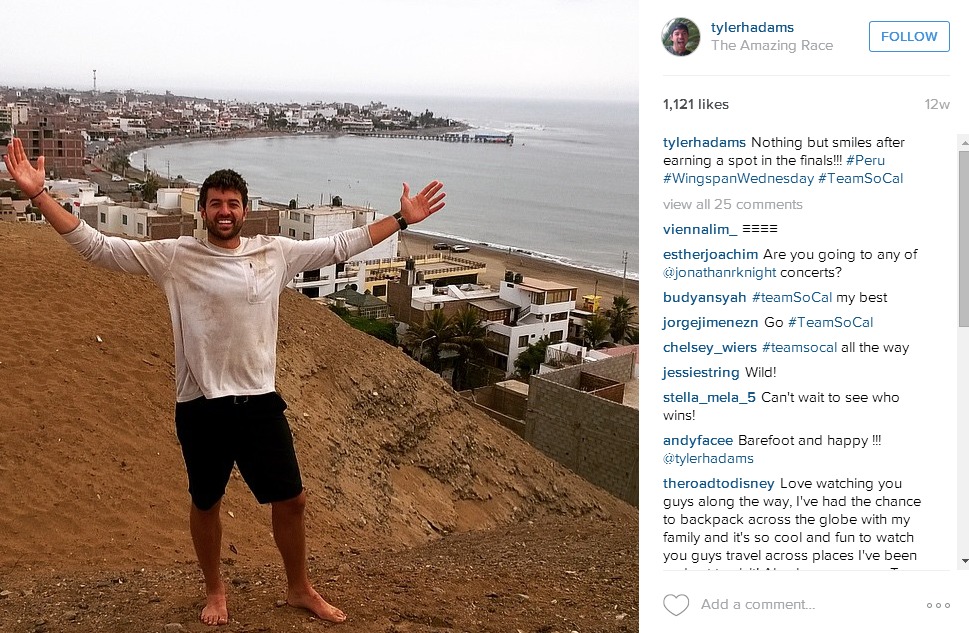 tylerhadams
The Amazing Race
FOLLOW
1,121 likes
12w
tylerhadams Nothing but smiles after
earning a spot in the finals!!! #Peru
#WingspanWednesday #TeamSoCal
view all 25 comments
viennalim_ ≡≡≡≡
estherjoachim Are you going to any of
@jonathanrknight concerts?
budyansyah #teamSoCal my best
jorgejimenezn Go #TeamSoCal
chelsey_wiers #teamsocal all the way
jessiestring Wild!
stella_mela_5 Can't wait to see who
wins!
andyfacee Barefoot and happy !!!
@tylerhadams
theroadtodisney Love watching you
guys along the way, I've had the chance
to backpack across the globe with my
family and it's so cool and fun to watch
you guys travel across places I've been
Add a comment...